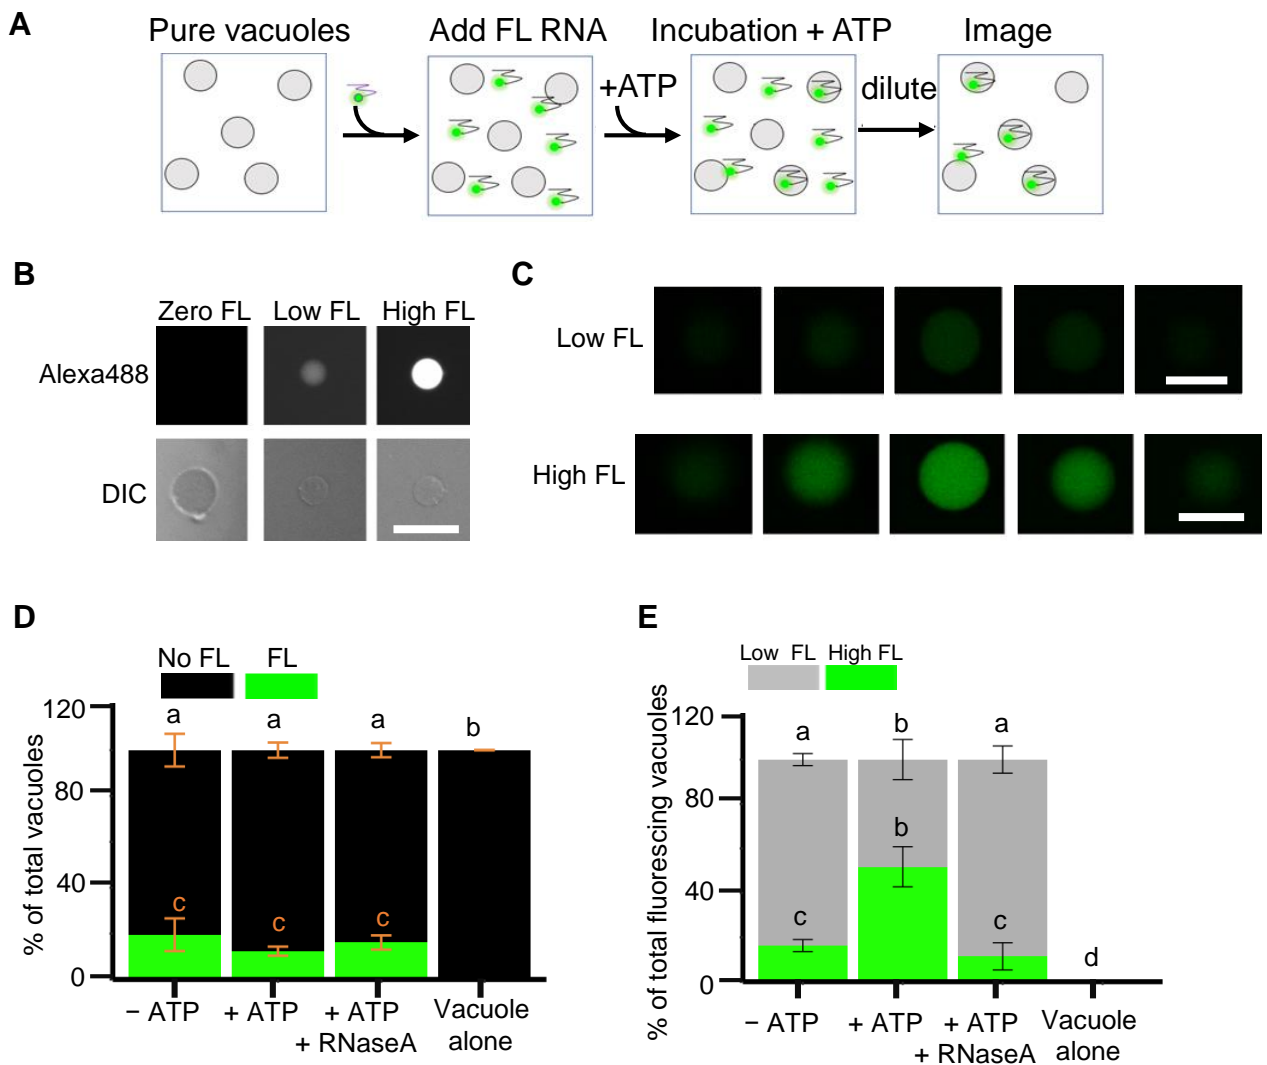 A
Pure vacuoles
Add FL RNA
Incubation + ATP
Image
+ATP
dilute
B
Zero FL
Low FL
High FL
Alexa488
DIC
C
Low FL
High FL
D
No FL
FL
% of total vacuoles
120
80
40
0
a
a
a
b
c
c
c
− ATP
+ ATP
+ ATP
+ RNaseA
Vacuole
alone
E
Low FL
High FL
% of total fluorescing vacuoles
120
80
40
0
a
b
a
b
c
c
d
− ATP
+ ATP
+ ATP
+ RNaseA
Vacuole
alone